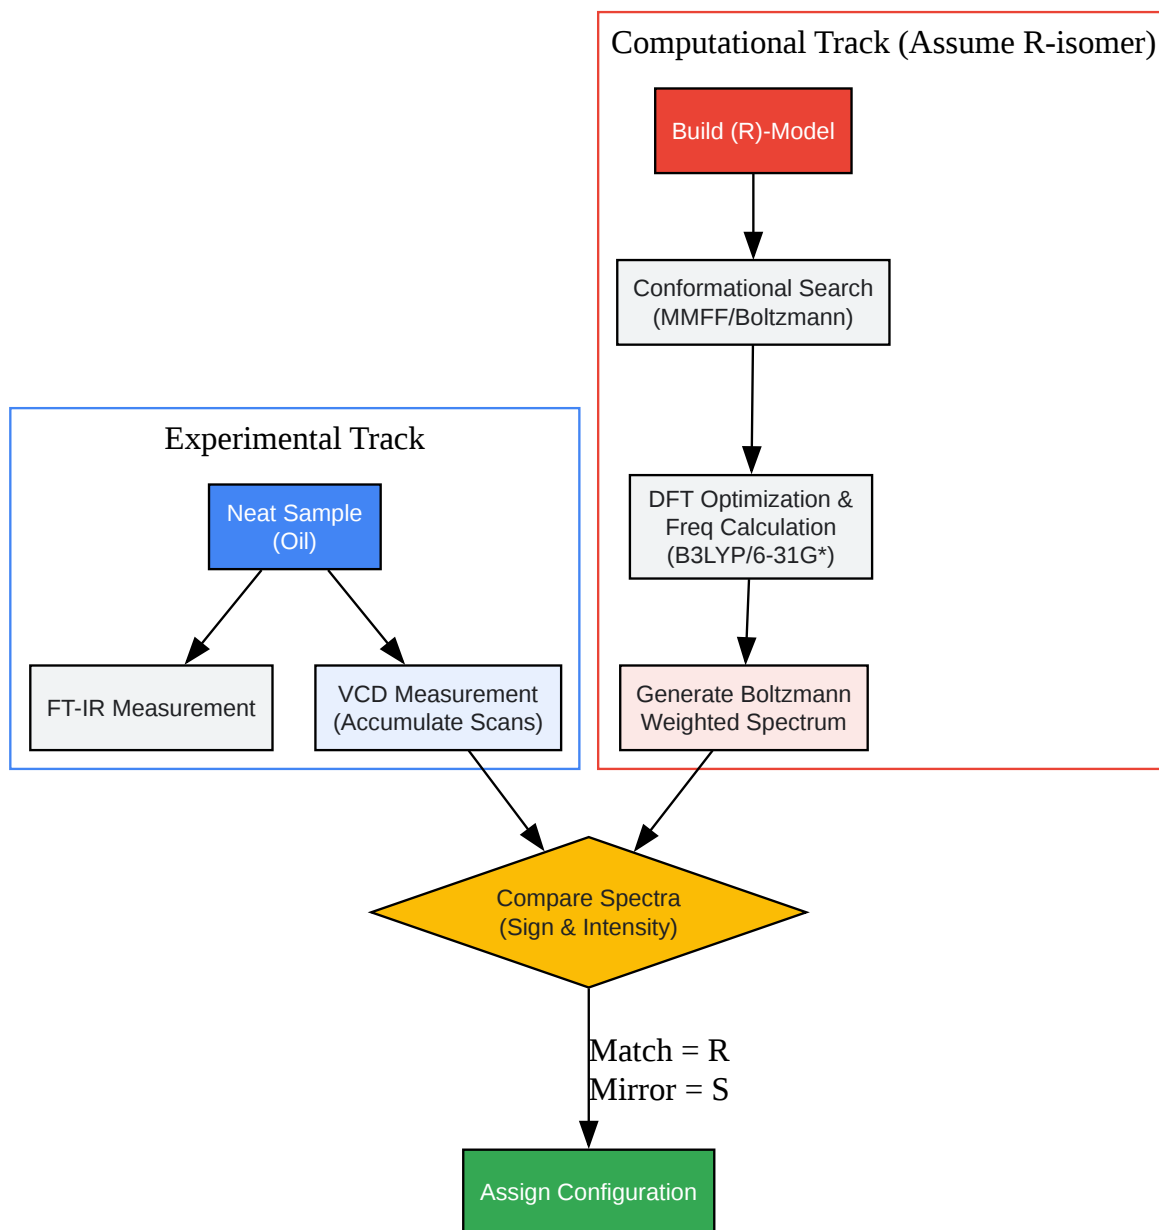 Computational Track (Assume R-isomer)
Build (R)-Model
Conformational Search
(MMFF/Boltzmann)
DFT Optimization &
Freq Calculation
(B3LYP/6-31G*)
Generate Boltzmann
Weighted Spectrum
Experimental Track
Neat Sample
(Oil)
FT-IR Measurement
VCD Measurement
(Accumulate Scans)
Compare Spectra
(Sign & Intensity)
Match = R
Mirror = S
Assign Configuration